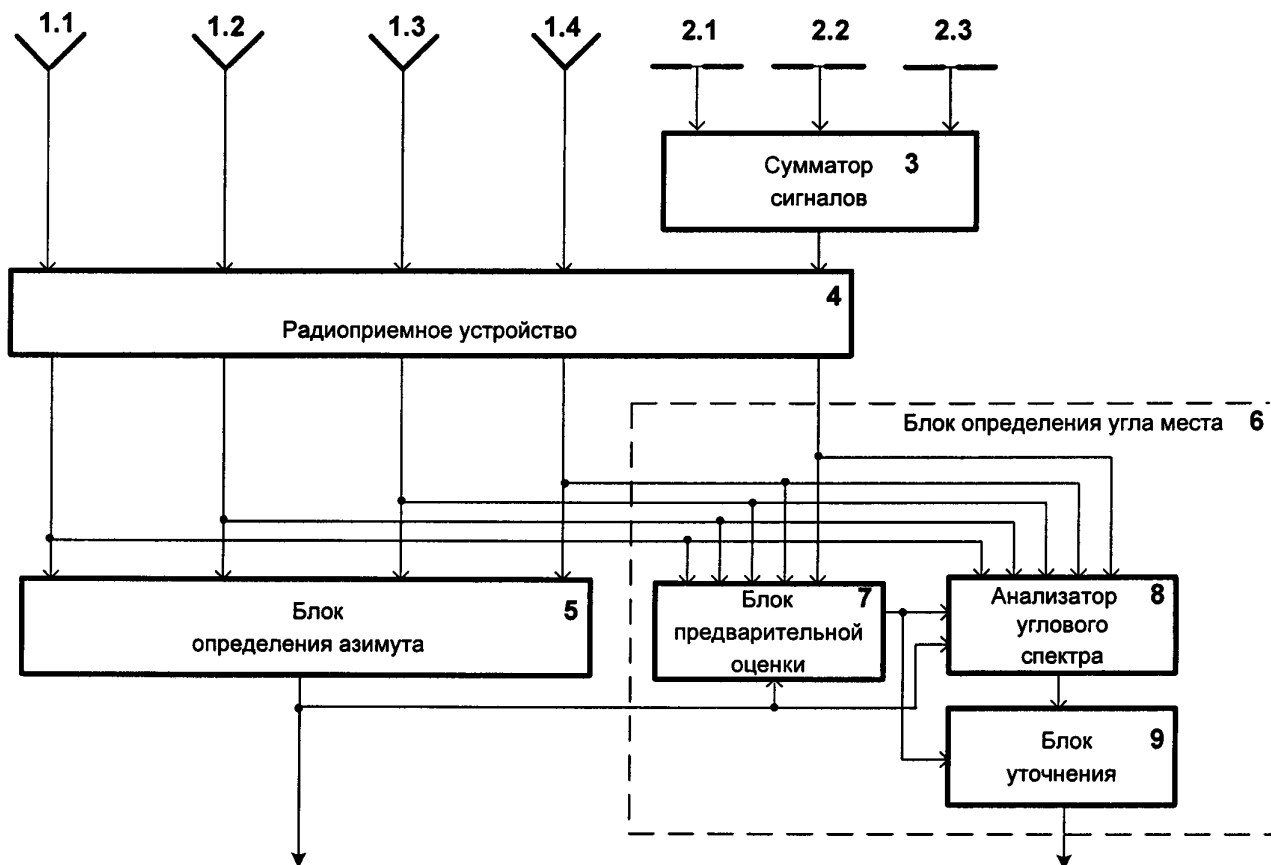 1.1 1.2 1.3 1.4 2.1 2.2 2.3
Сумматор 3
сигналов
4
Радиоприемное устройство
Блок определения угла места 6
Блок 5
определения азимута
Блок 7
предварительной
оценки
Анализатор 8
углового
спектра
Блок 9
уточнения